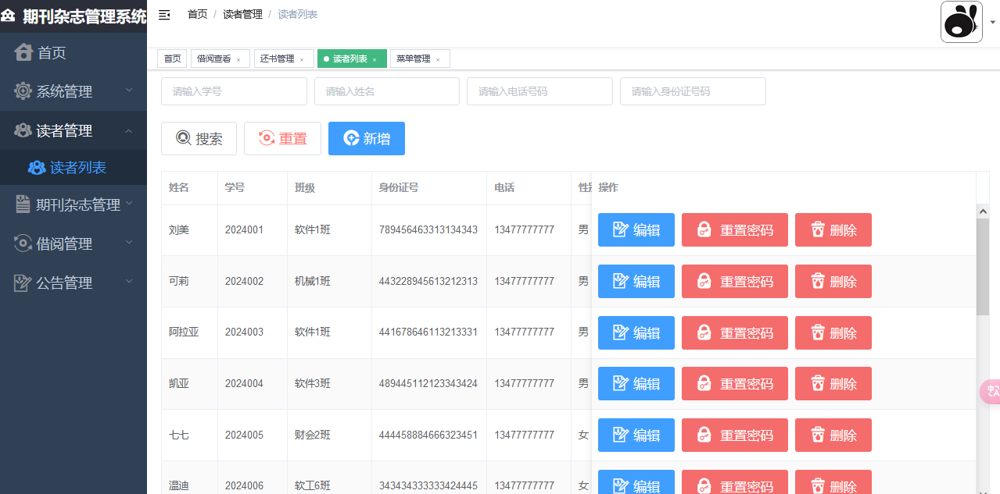 期刊杂志管理系统
首页 / 读者管理 / 读者列表
首页
系统管理
读者管理
读者列表
期刊杂志管理
借阅管理
公告管理
首页 借阅查看 × 还书管理 × 读者列表 × 菜单管理 ×
请输入学号 请输入姓名 请输入电话号码 请输入身份证号码
搜索 重置 新增
姓名 学号 班级 身份证号 电话 操作
刘美 2024001 软件1班 789456463313134343 13477777777 男 编辑 重置密码 删除
可莉 2024002 机械1班 443228945613212313 13477777777 男 编辑 重置密码 删除
阿拉亚 2024003 软件1班 441678646113213331 13477777777 男 编辑 重置密码 删除
凯亚 2024004 软件3班 489445112123343424 13477777777 男 编辑 重置密码 删除
七七 2024005 财会2班 444458884666323451 13477777777 女 编辑 重置密码 删除
温迪 2024006 软工6班 343434333333424445 13477777777 女 编辑 重置密码 删除